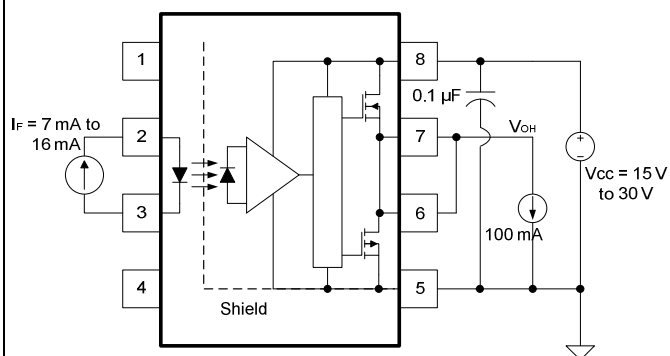 1
8
0.1 µF
IF = 7 mA to
16 mA
2
7
VOH
Vcc = 15 V
to 30 V
3
6
100 mA
4
5
Shield